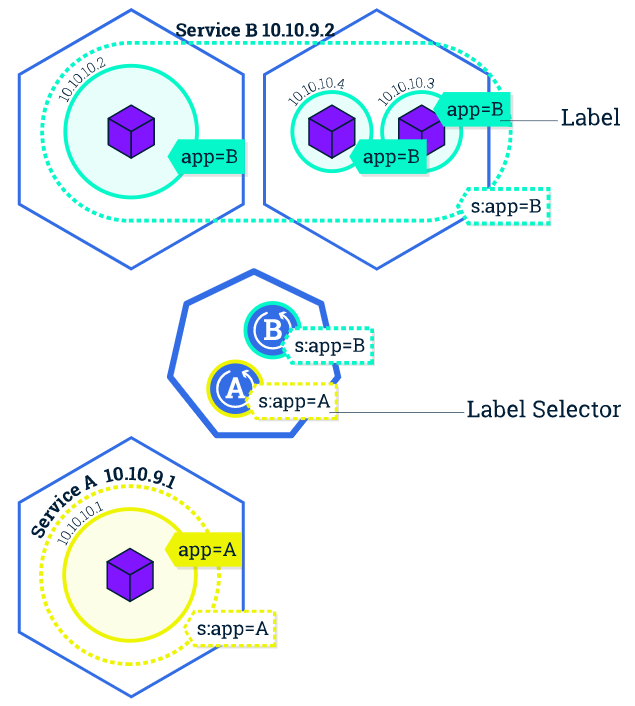 Service B 10.10.9.2
10.10.10.2
10.10.10.4
10.10.10.3
app=B
Label
app=B
app=B
s:app=B
B
s:app=B
A
s:app=A
Label Selector
Service A 10.10.9.1
10.10.10.1
app=A
s:app=A